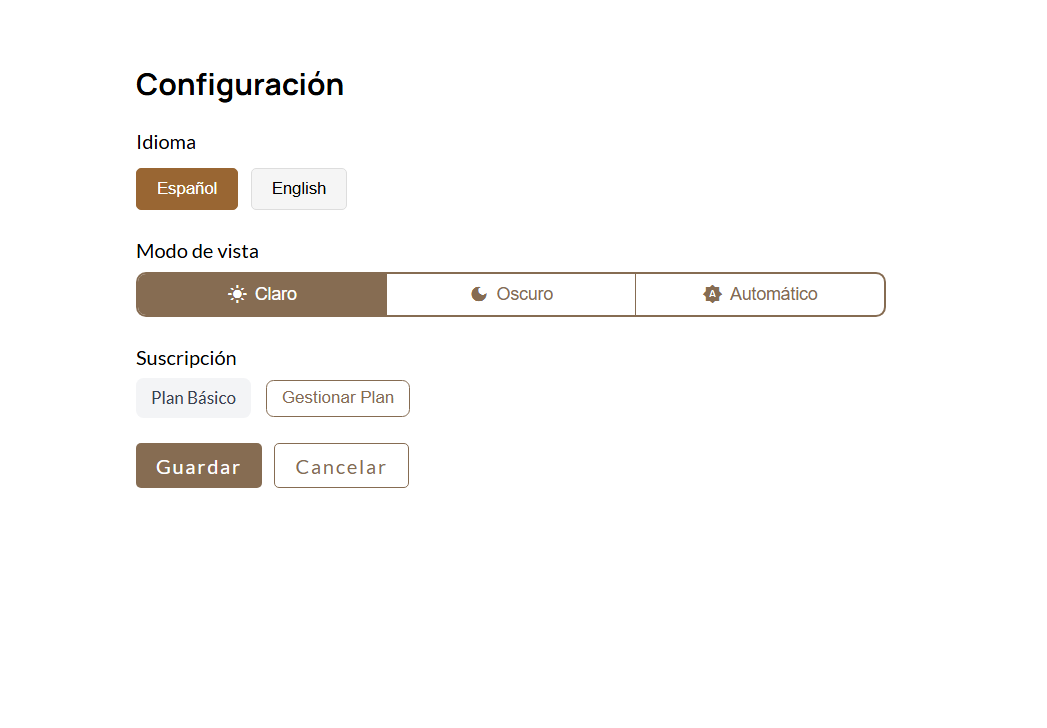 Configuración
Idioma
Español English
Modo de vista
Claro Oscuro A Automático
Suscripción
Plan Básico Gestionar Plan
Guardar Cancelar